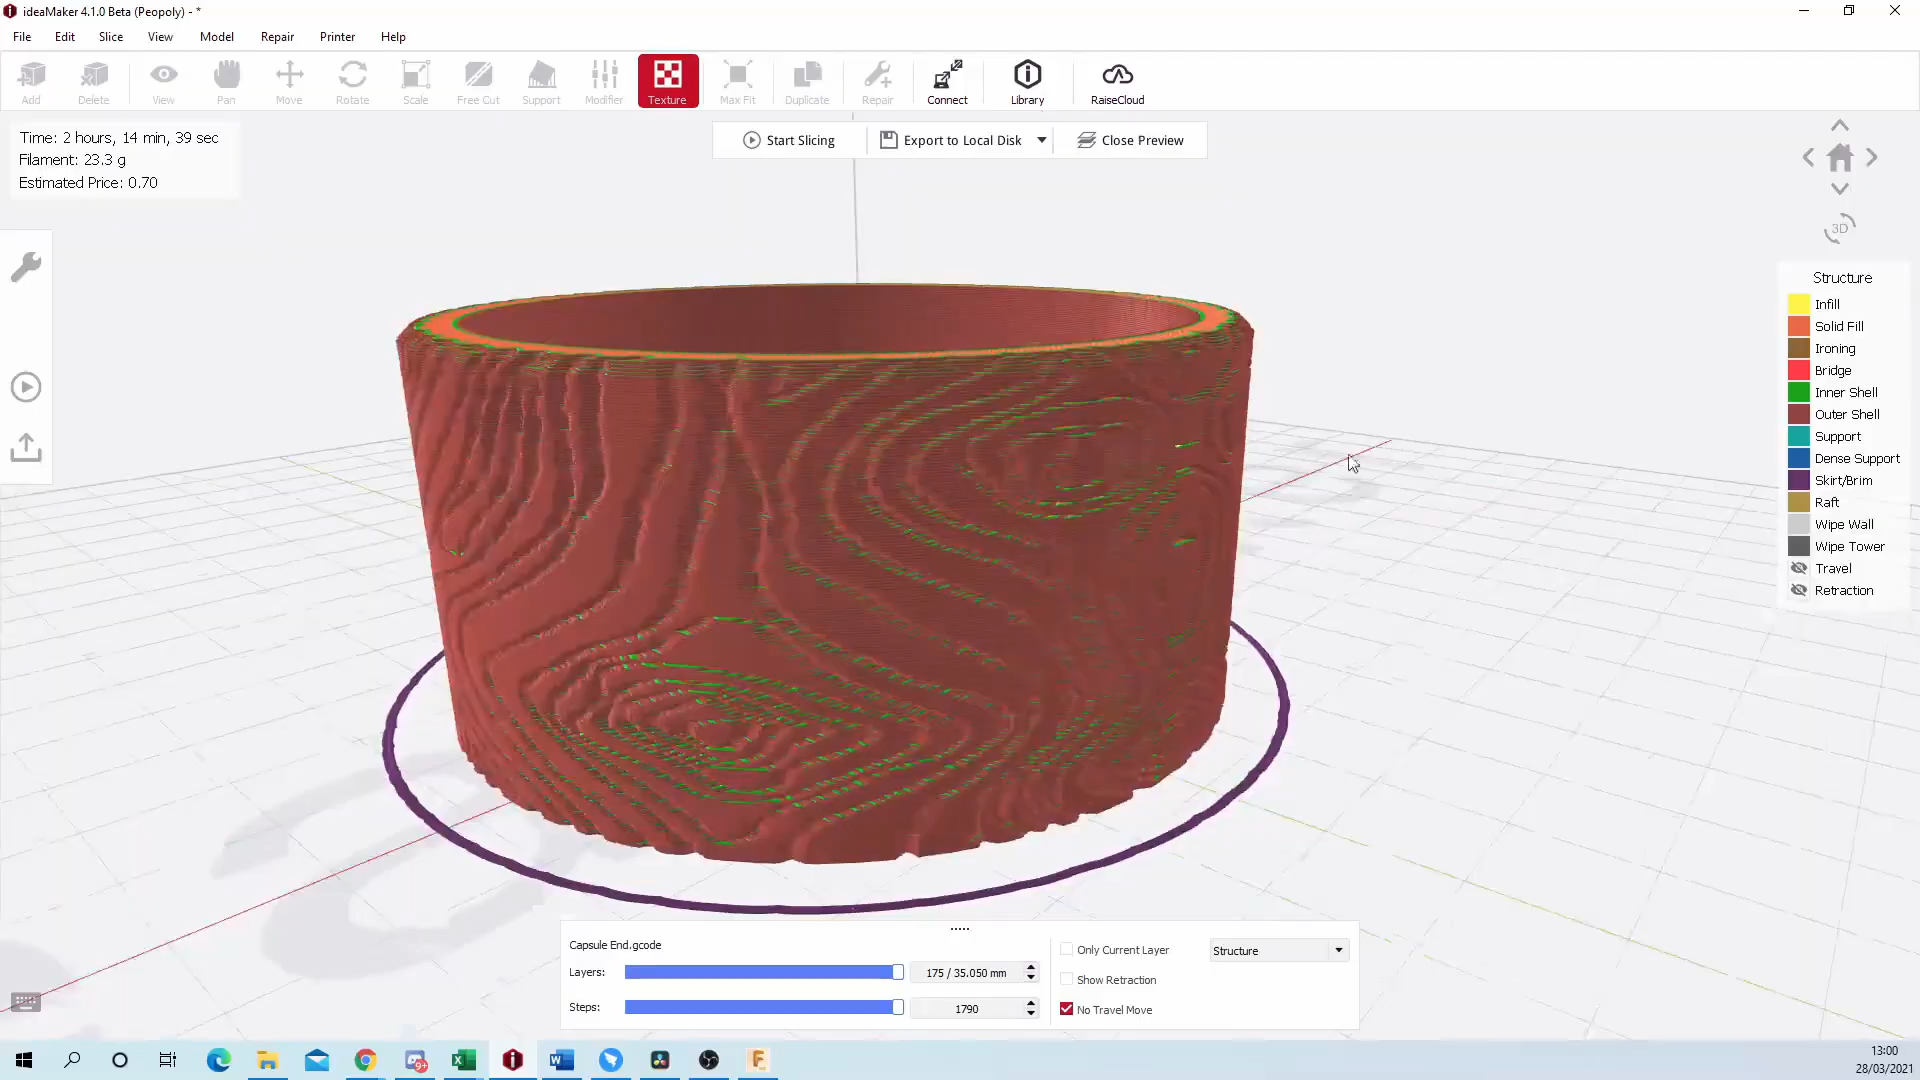 ideaMaker 4.1.0 Beta (Peopoly) - *
File Edit Slice View Model Repair Printer Help
Add Delete View Pan Move Rotate Scale Free Cut Support Modifier Texture Max Fit Duplicate Repair Connect Library RaiseCloud
Time: 2 hours, 14 min, 39 sec
Filament: 23.3 g
Estimated Price: 0.70
Start Slicing Export to Local Disk Close Preview
3D
Structure
Infill
Solid Fill
Ironing
Bridge
Inner Shell
Outer Shell
Support
Dense Support
Skirt/Brim
Raft
Wipe Wall
Wipe Tower
Travel
Retraction
Capsule End.gcode
Layers: 175 / 35.050 mm
Steps: 1790
Only Current Layer Structure
Show Retraction
No Travel Move
9+
13:00
28/03/2021